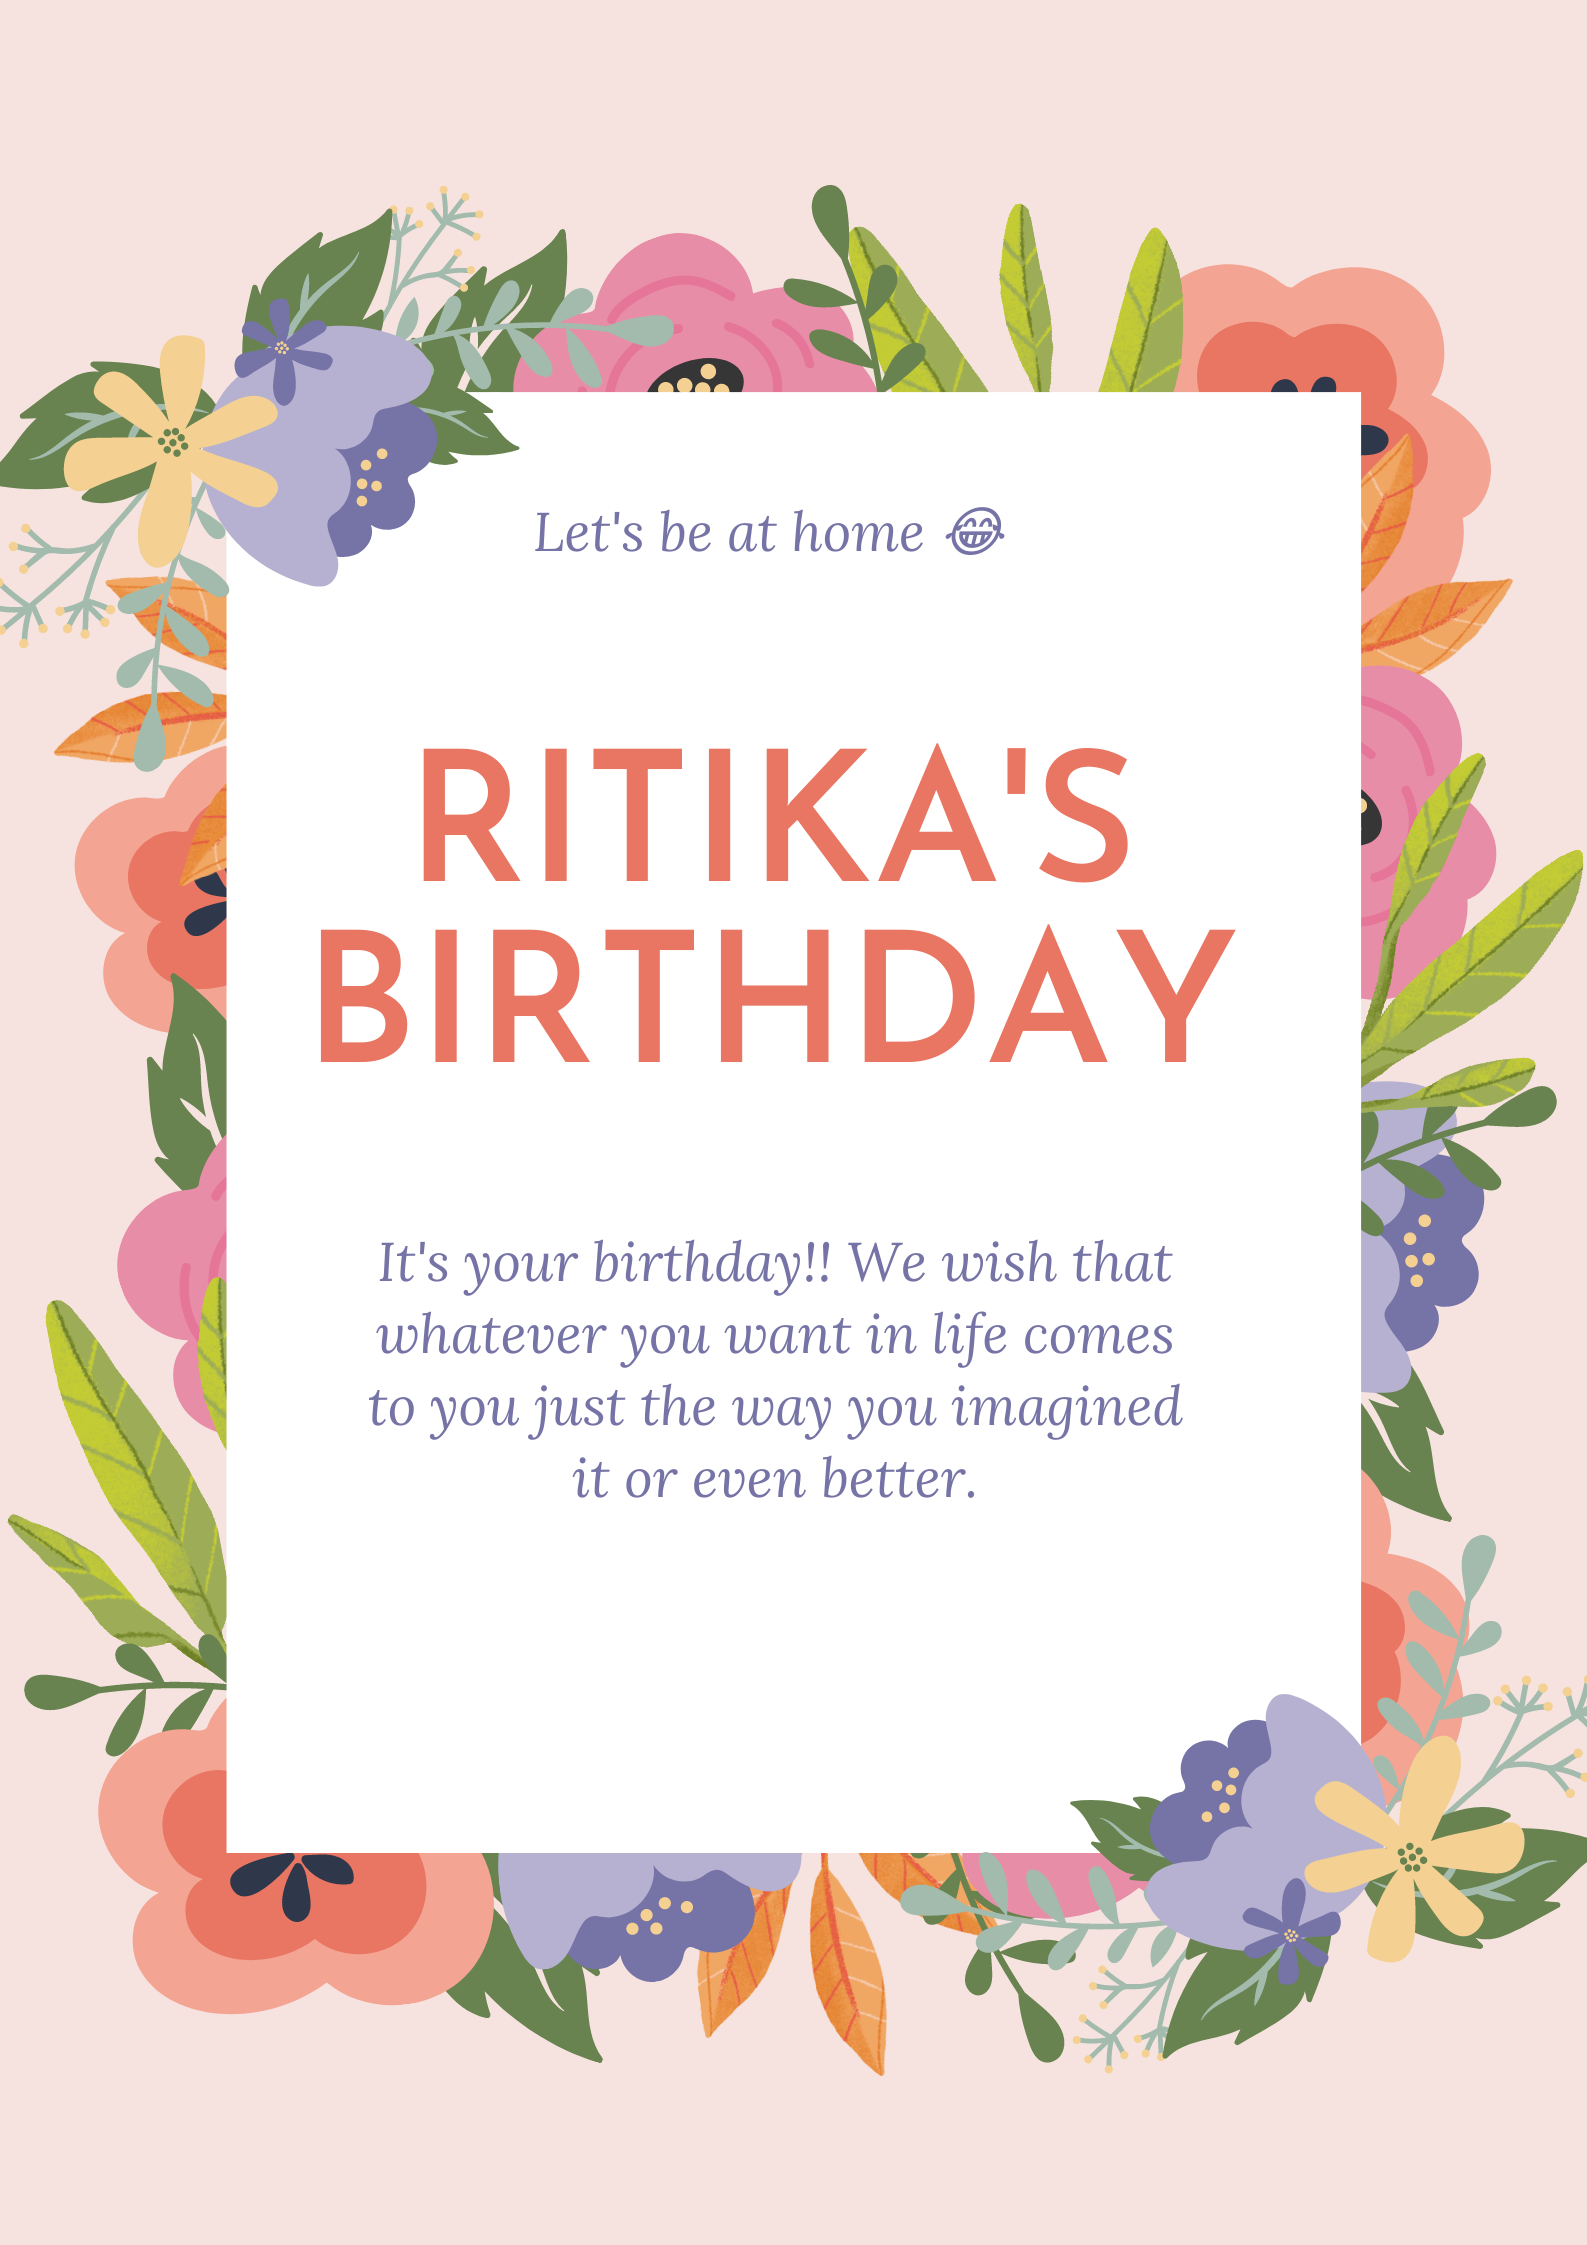 Let's be at home 😂
RITIKA'S
BIRTHDAY
It's your birthday!! We wish that
whatever you want in life comes
to you just the way you imagined
it or even better.